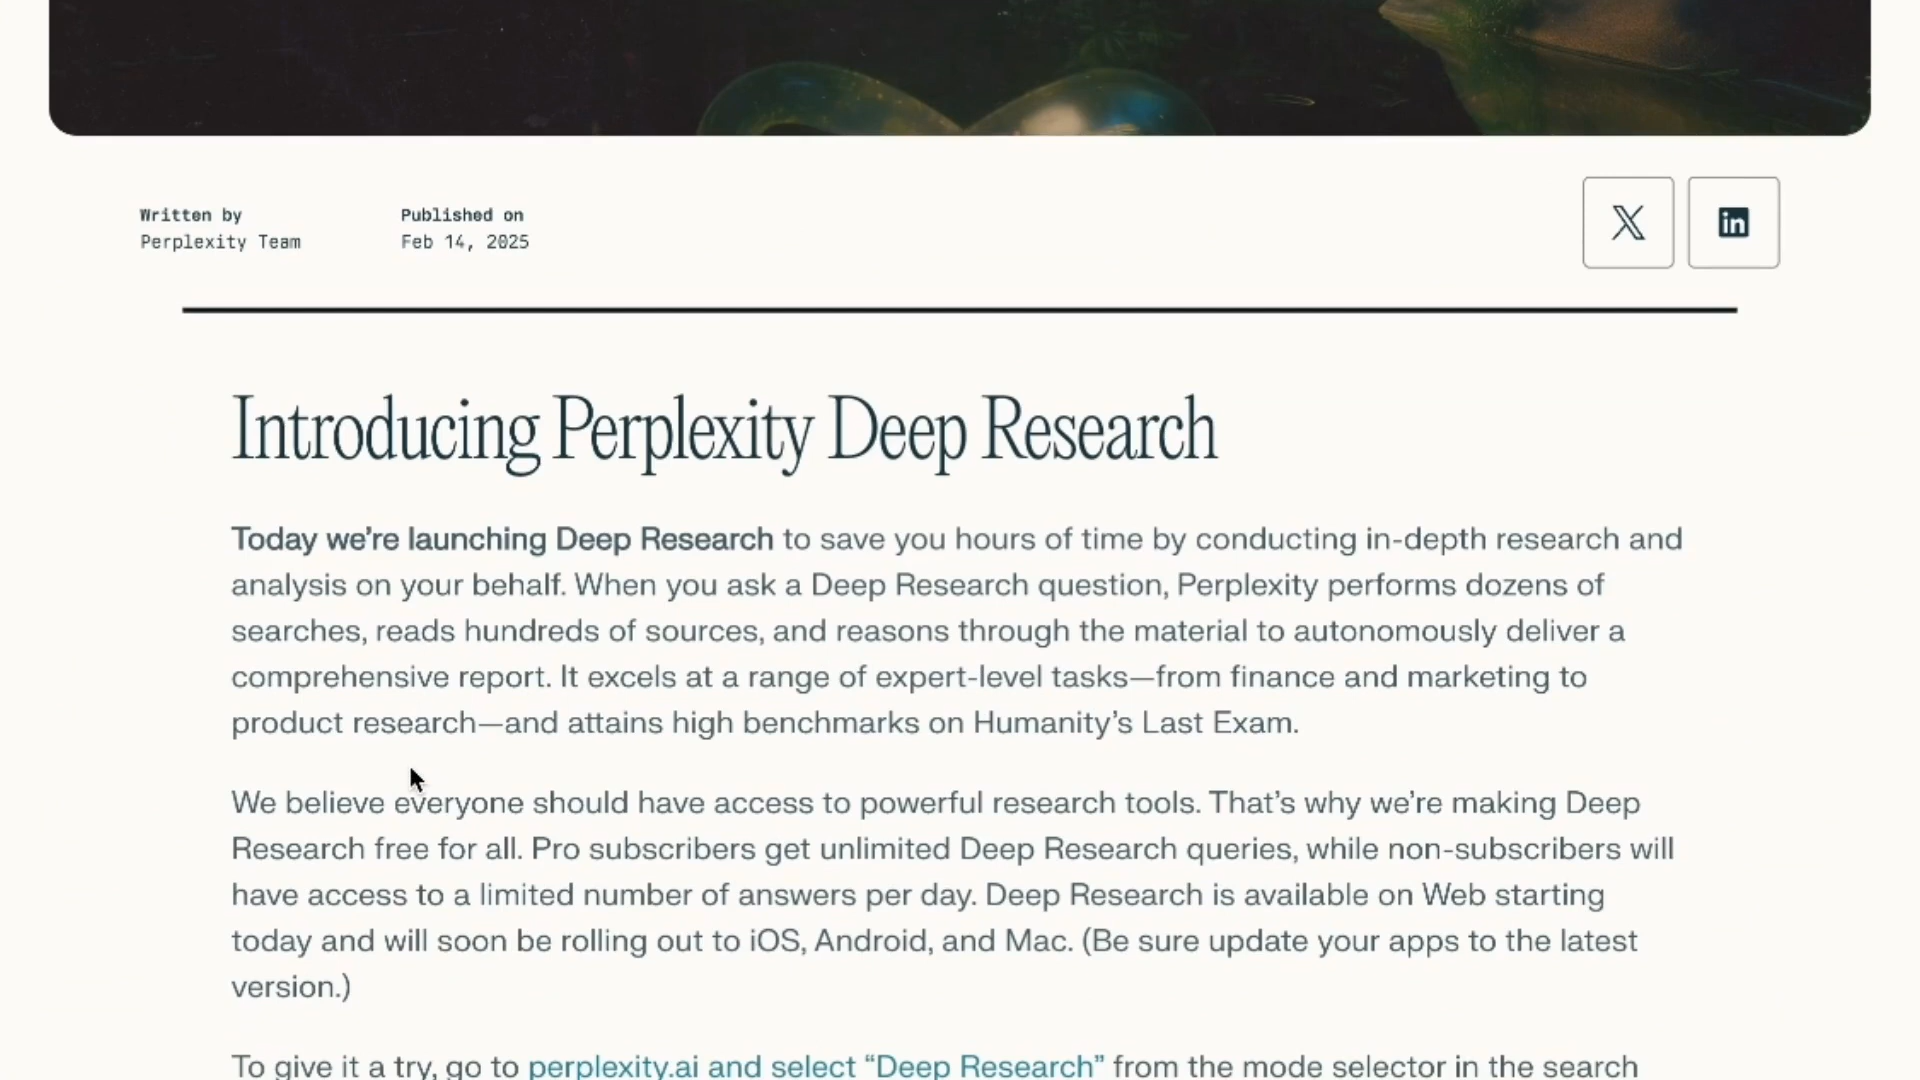 Written by
Perplexity Team
Published on
Feb 14, 2025
in
Introducing Perplexity Deep Research
Today we’re launching Deep Research to save you hours of time by conducting in-depth research and
analysis on your behalf. When you ask a Deep Research question, Perplexity performs dozens of
searches, reads hundreds of sources, and reasons through the material to autonomously deliver a
comprehensive report. It excels at a range of expert-level tasks—from finance and marketing to
product research—and attains high benchmarks on Humanity’s Last Exam.
We believe everyone should have access to powerful research tools. That’s why we’re making Deep
Research free for all. Pro subscribers get unlimited Deep Research queries, while non-subscribers will
have access to a limited number of answers per day. Deep Research is available on Web starting
today and will soon be rolling out to iOS, Android, and Mac. (Be sure update your apps to the latest
version.)
To give it a try, go to perplexity.ai and select “Deep Research” from the mode selector in the search